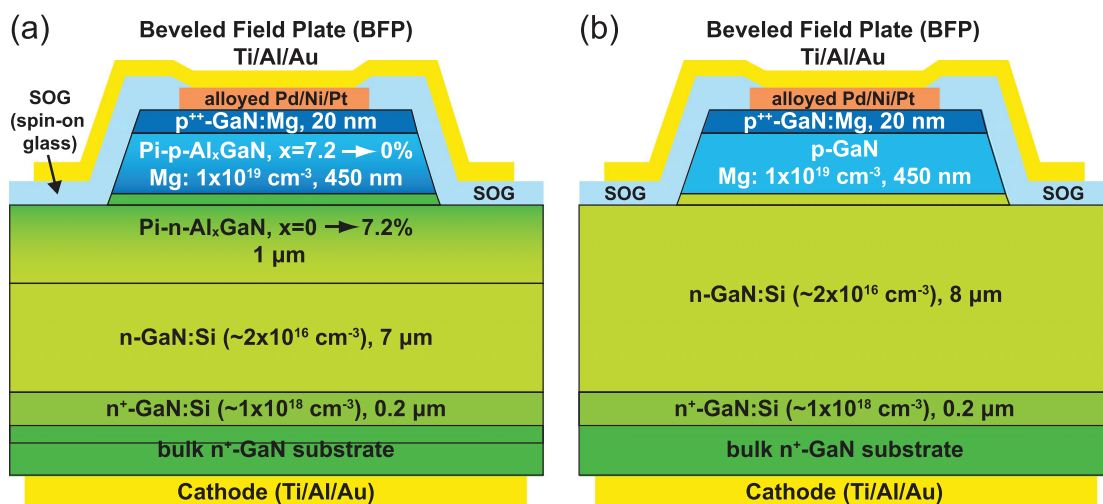 (a)
Beveled Field Plate (BFP)
Ti/Al/Au
SOG
(spin-on
glass)
alloyed Pd/Ni/Pt
p⁺⁺-GaN:Mg, 20 nm
Pi-p-AlₓGaN, x=7.2 → 0%
Mg: 1x10¹⁹ cm⁻³, 450 nm
SOG
Pi-n-AlₓGaN, x=0 → 7.2%
1 µm
n-GaN:Si (~2x10¹⁶ cm⁻³), 7 µm
n⁺-GaN:Si (~1x10¹⁸ cm⁻³), 0.2 µm
bulk n⁺-GaN substrate
Cathode (Ti/Al/Au)
(b)
Beveled Field Plate (BFP)
Ti/Al/Au
alloyed Pd/Ni/Pt
p⁺⁺-GaN:Mg, 20 nm
p-GaN
Mg: 1x10¹⁹ cm⁻³, 450 nm
SOG
SOG
n-GaN:Si (~2x10¹⁶ cm⁻³), 8 µm
n⁺-GaN:Si (~1x10¹⁸ cm⁻³), 0.2 µm
bulk n⁺-GaN substrate
Cathode (Ti/Al/Au)